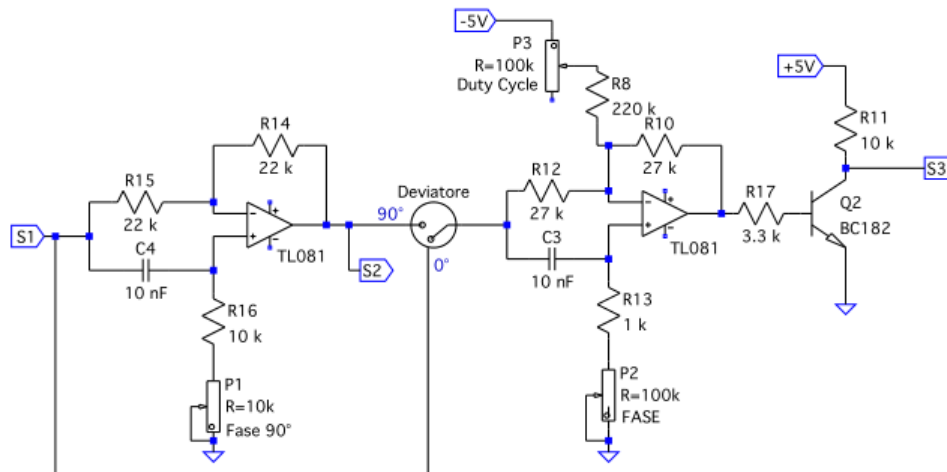 -5V
P3
R=100k
Duty Cycle
R8
220 k
+5V
R11
10 k
R14
22 k
R10
27 k
R15
22 k
R12
27 k
Deviatore
90°
0°
S3
-
+
+
-
TL081
-
+
+
-
TL081
R17
3.3 k
Q2
BC182
S1
C4
10 nF
S2
C3
10 nF
R16
10 k
R13
1 k
P1
R=10k
Fase 90°
P2
R=100k
FASE